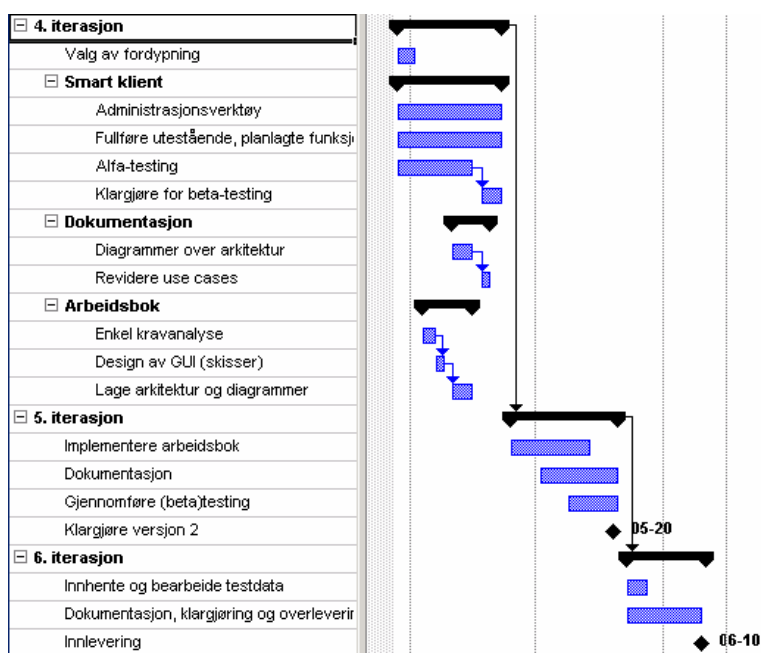 4. iterasjon
Valg av fordypning
Smart klient
Administrasjonsverktøy
Fullføre utestående, planlagte funksj
Alfa-testing
Klargjøre for beta-testing
Dokumentasjon
Diagrammer over arkitektur
Revidere use cases
Arbeidsbok
Enkel kravanalyse
Design av GUI (skisser)
Lage arkitektur og diagrammer
5. iterasjon
Implementere arbeidsbok
Dokumentasjon
Gjennomføre (beta)testing
Klargjøre versjon 2 05-20
6. iterasjon
Innhente og bearbeide testdata
Dokumentasjon, klargjøring og overleverir
Innlevering 06-10